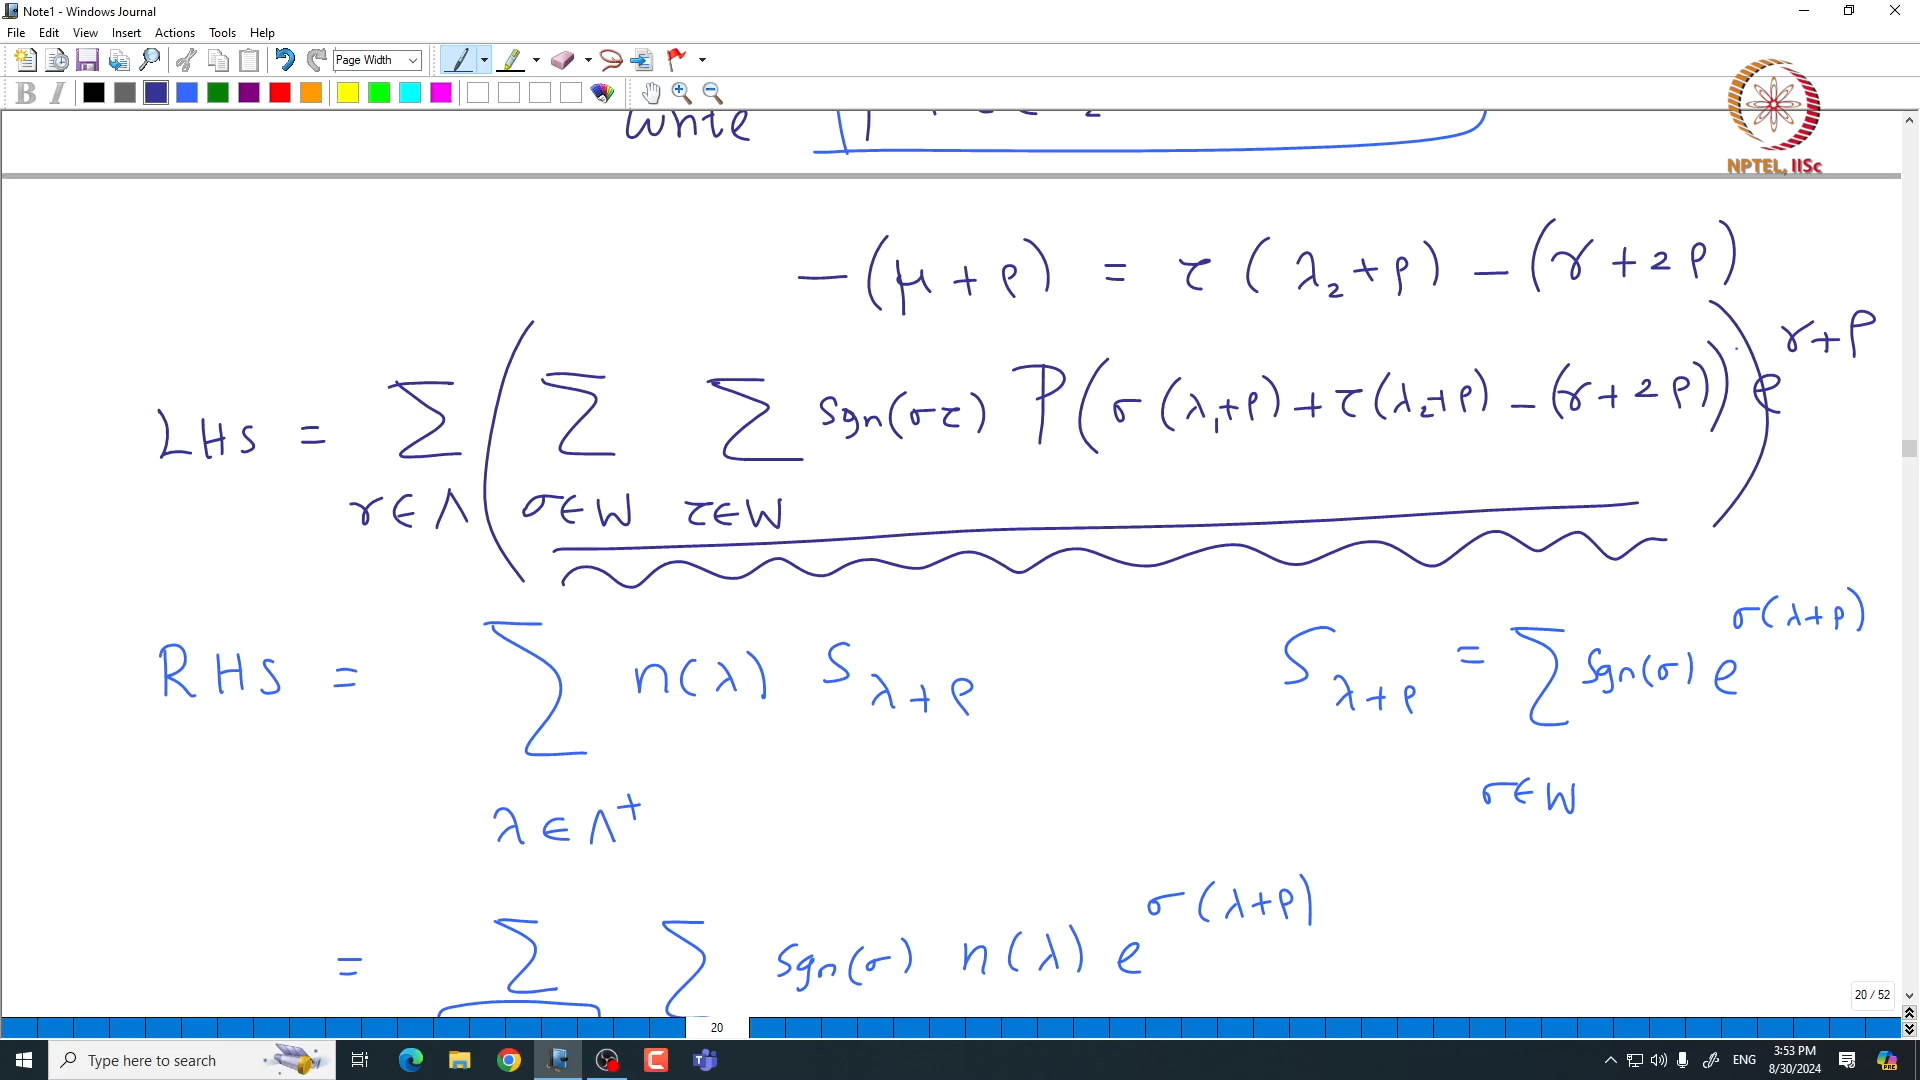 Note1 - Windows Journal
File Edit View Insert Actions Tools Help
Page Width
B I
NPTEL, IISc
write
-(μ+ρ) = τ(λ₂+ρ) - (γ+2ρ)
LHS = Σ_{γ∈Λ} ( Σ_{σ∈W} Σ_{τ∈W} sgn(στ) P(σ(λ₁+ρ)+τ(λ₂+ρ)-(γ+2ρ)) ) e^{γ+ρ}
RHS = Σ_{λ∈Λ⁺} n(λ) S_{λ+ρ}   S_{λ+ρ} = Σ_{σ∈W} sgn(σ) e^{σ(λ+ρ)}
= Σ Σ sgn(σ) n(λ) e^{σ(λ+ρ)}
20 / 52
20
Type here to search
ENG
3:53 PM
8/30/2024